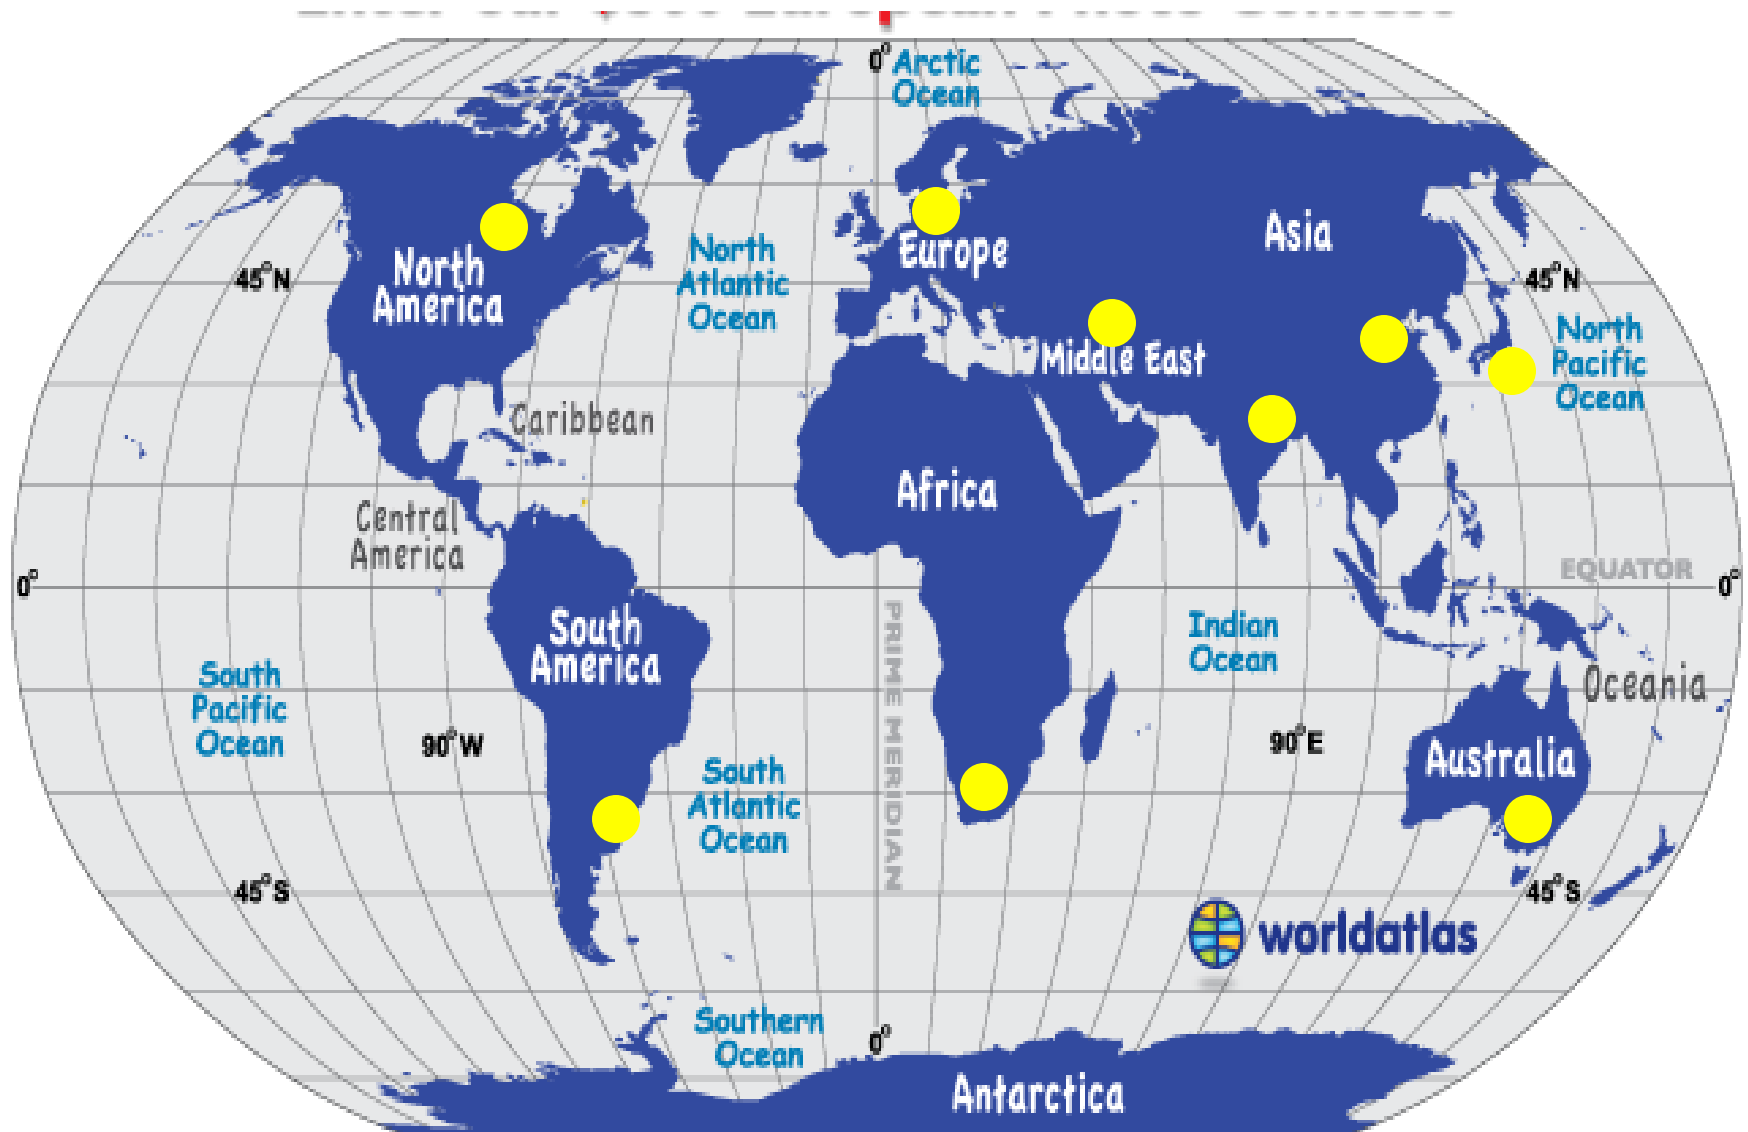 0°
Arctic
Ocean
North
America
45°N
North
Atlantic
Ocean
Europe
Asia
45°N
North
Pacific
Ocean
Middle East
Caribbean
Africa
Central
America
0°
EQUATOR
0°
South
America
PRIME MERIDIAN
Indian
Ocean
South
Pacific
Ocean
Oceania
90°W
90°E
Australia
South
Atlantic
Ocean
45°S
45°S
worldatlas
Southern
Ocean
0°
Antarctica